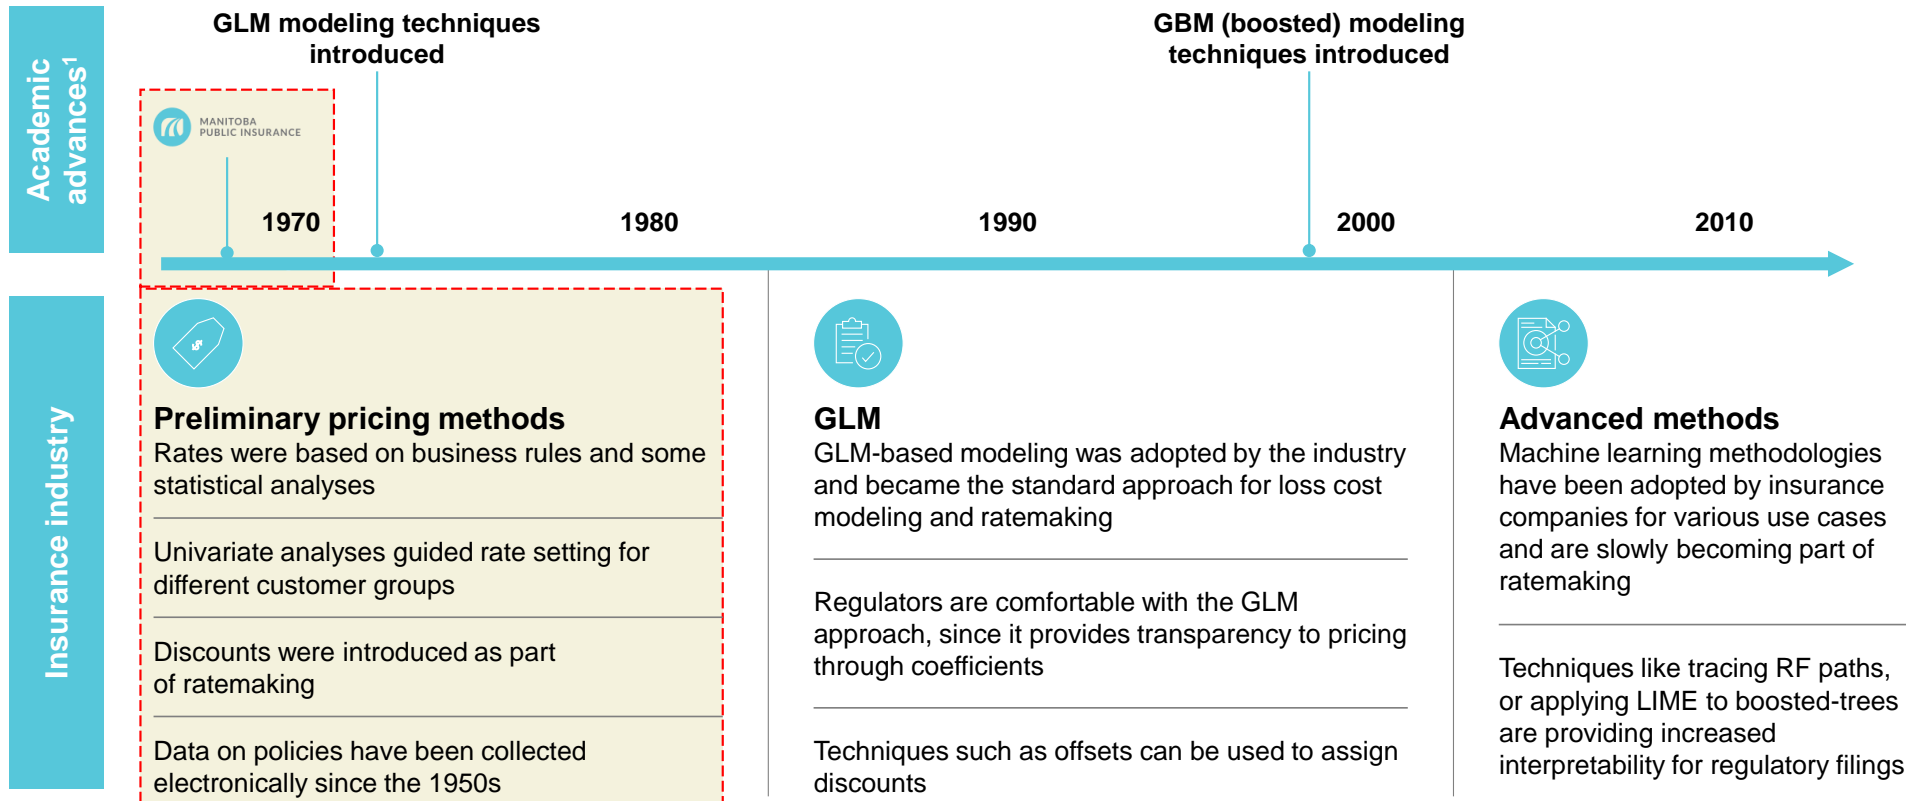 Academic
advances1
GLM modeling techniques
introduced
GBM (boosted) modeling
techniques introduced
MANITOBA
PUBLIC INSURANCE
1970
1980
1990
2000
2010
Insurance industry
$
Preliminary pricing methods
Rates were based on business rules and some
statistical analyses
Univariate analyses guided rate setting for
different customer groups
Discounts were introduced as part
of ratemaking
Data on policies have been collected
electronically since the 1950s
GLM
GLM-based modeling was adopted by the industry
and became the standard approach for loss cost
modeling and ratemaking
Regulators are comfortable with the GLM
approach, since it provides transparency to pricing
through coefficients
Techniques such as offsets can be used to assign
discounts
Advanced methods
Machine learning methodologies
have been adopted by insurance
companies for various use cases
and are slowly becoming part of
ratemaking
Techniques like tracing RF paths,
or applying LIME to boosted-trees
are providing increased
interpretability for regulatory filings